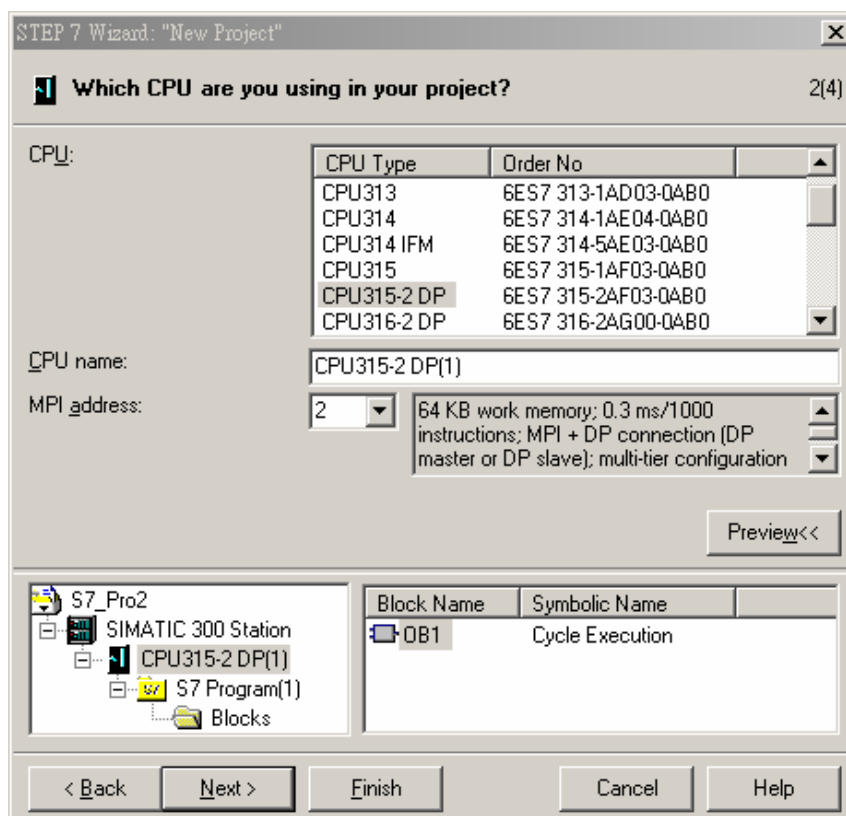 STEP 7 Wizard: "New Project"
Which CPU are you using in your project? 2(4)
CPU:
CPU Type Order No
CPU313 6ES7 313-1AD03-0AB0
CPU314 6ES7 314-1AE04-0AB0
CPU314 IFM 6ES7 314-5AE03-0AB0
CPU315 6ES7 315-1AF03-0AB0
CPU315-2 DP 6ES7 315-2AF03-0AB0
CPU316-2 DP 6ES7 316-2AG00-0AB0
CPU name: CPU315-2 DP(1)
MPI address: 2
64 KB work memory; 0.3 ms/1000
instructions; MPI + DP connection (DP
master or DP slave); multi-tier configuration
Preview<<
S7_Pro2
SIMATIC 300 Station
CPU315-2 DP(1)
S7 Program(1)
Blocks
Block Name Symbolic Name
OB1 Cycle Execution
< Back Next > Finish Cancel Help